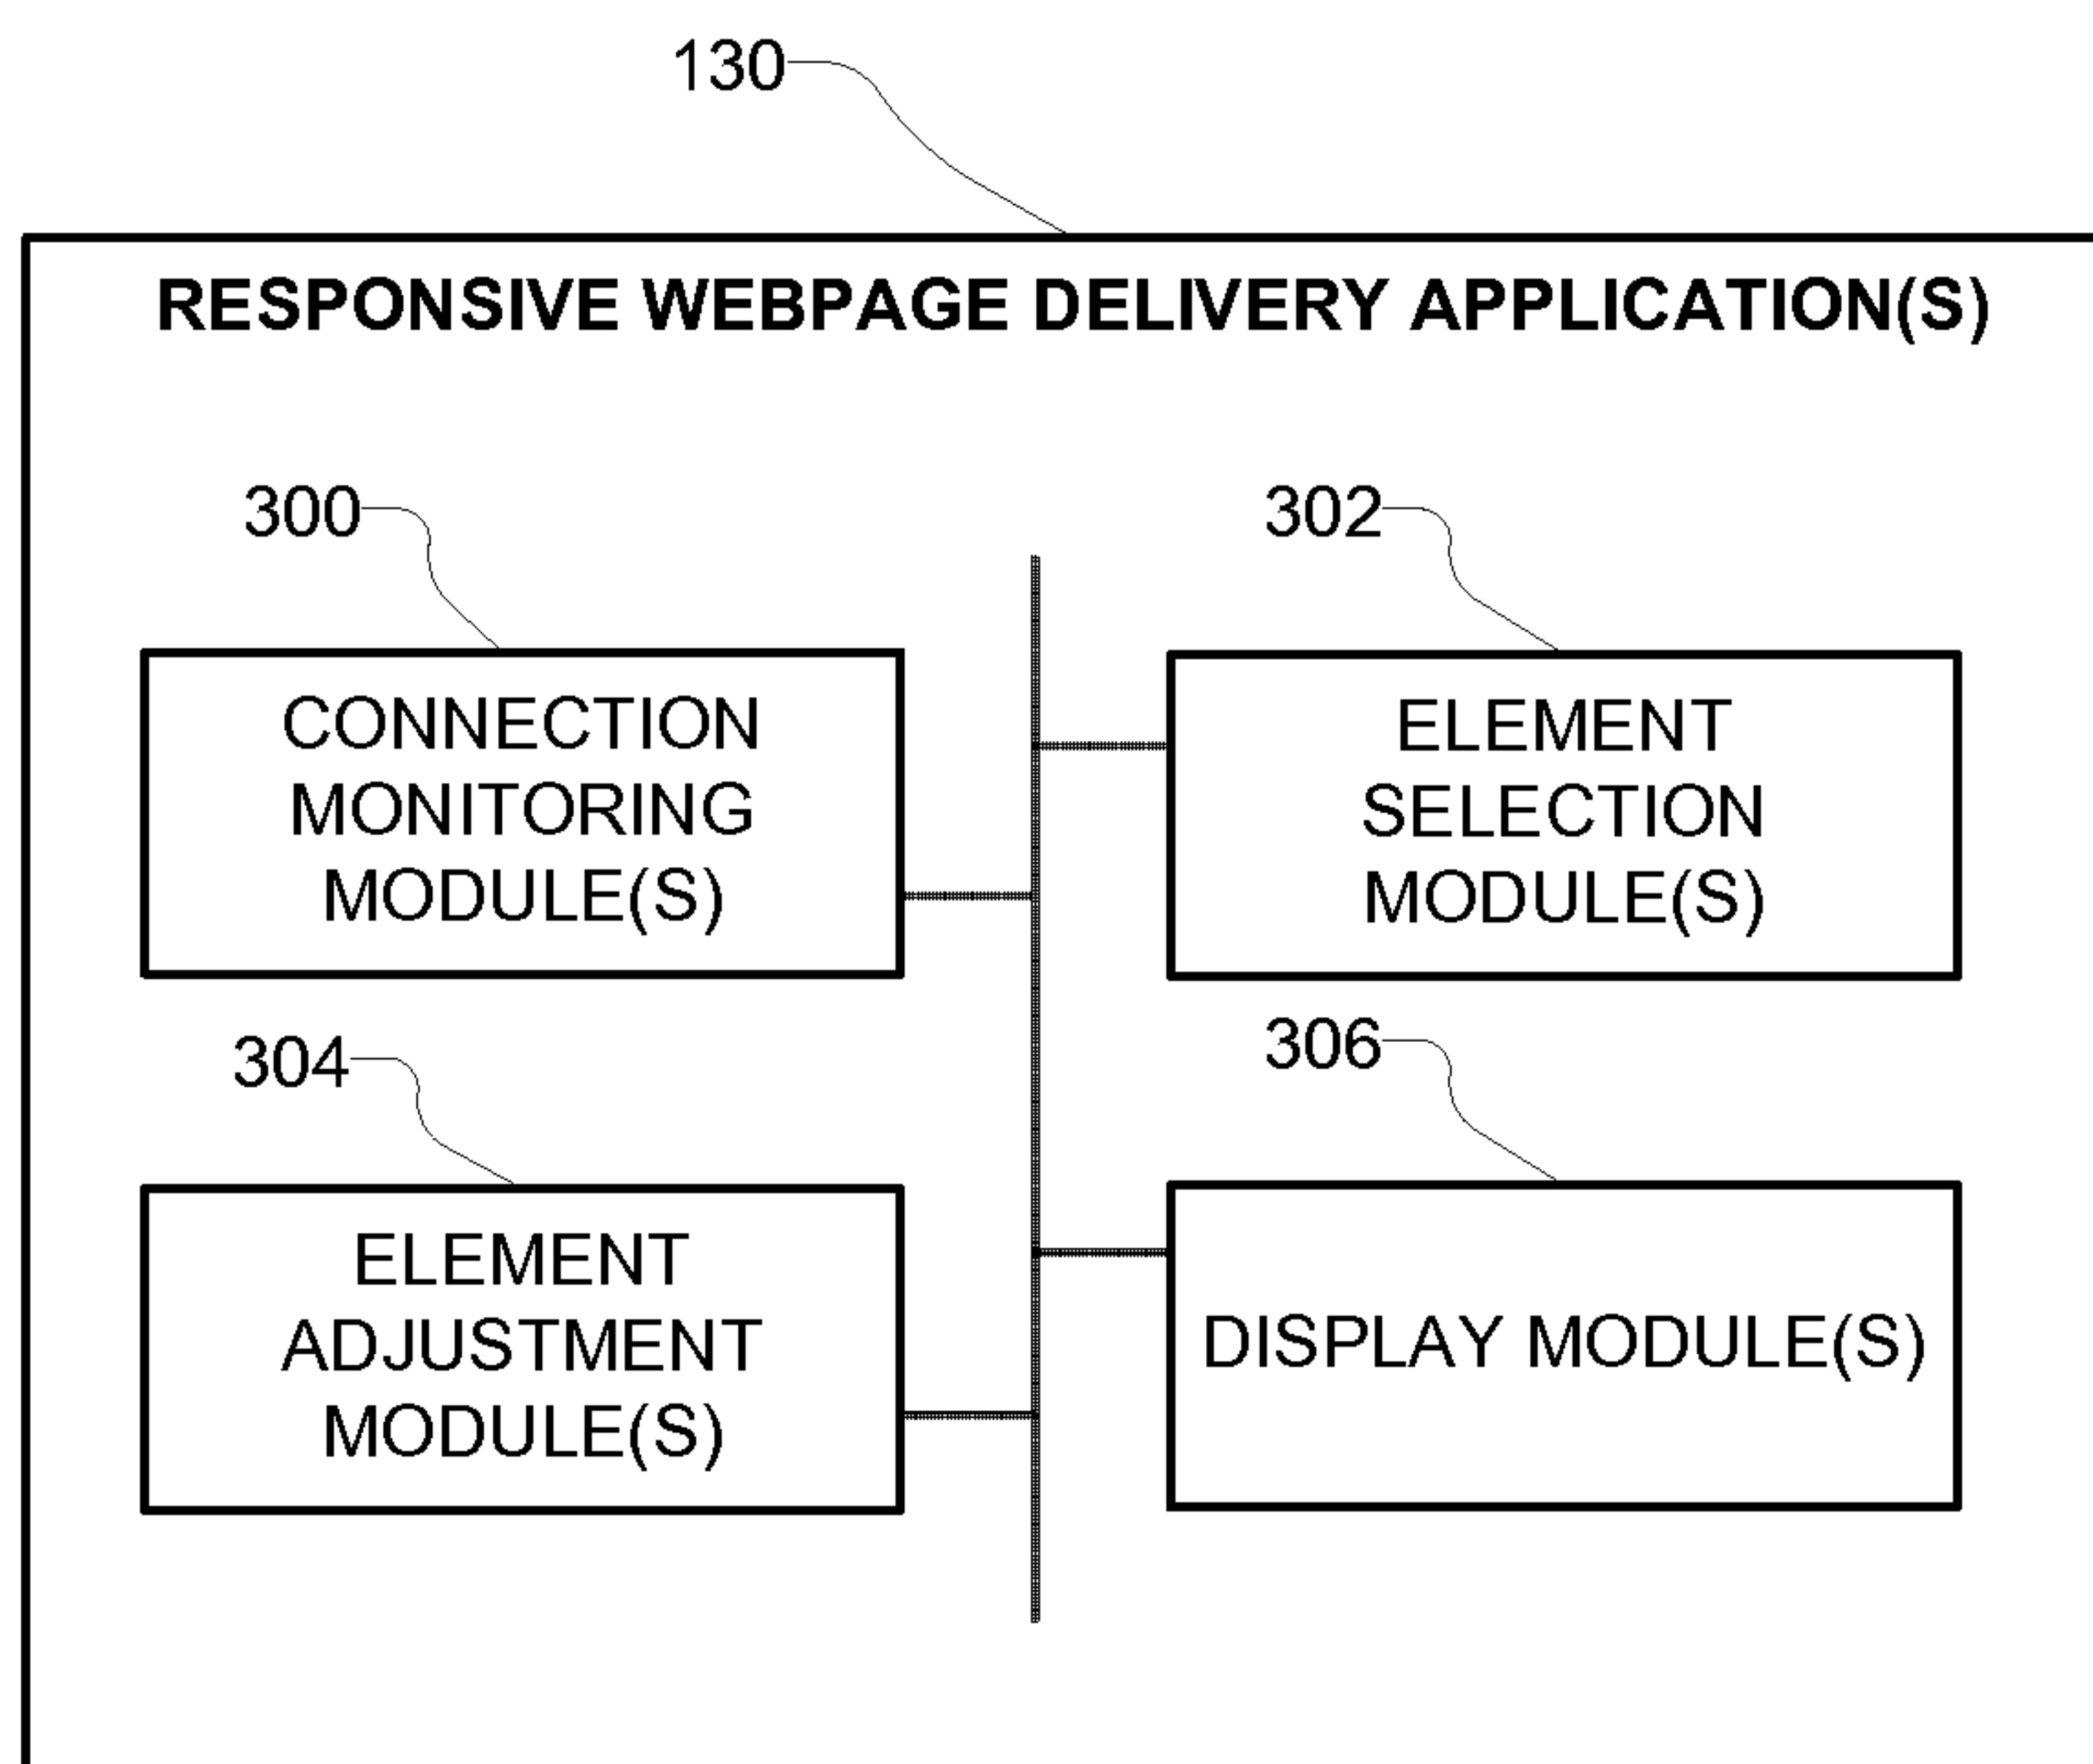 130
RESPONSIVE WEBPAGE DELIVERY APPLICATION(S)
300
CONNECTION
MONITORING
MODULE(S)
302
ELEMENT
SELECTION
MODULE(S)
304
ELEMENT
ADJUSTMENT
MODULE(S)
306
DISPLAY MODULE(S)